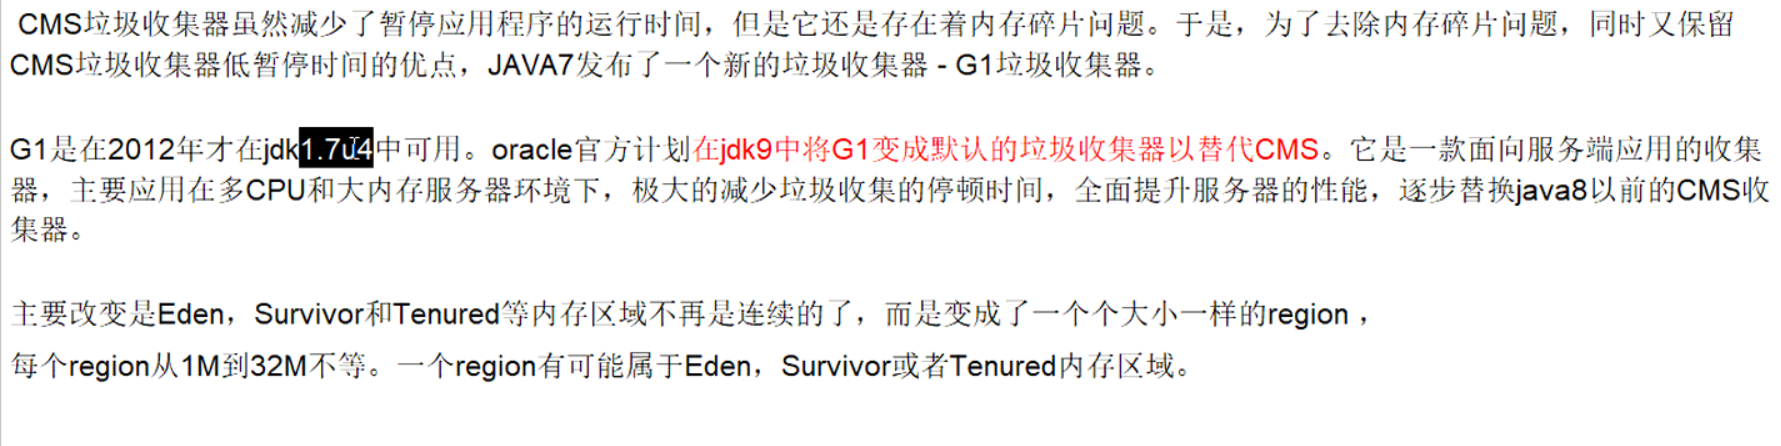 CMS垃圾收集器虽然减少了暂停应用程序的运行时间，但是它还是存在着内存碎片问题。于是，为了去除内存碎片问题，同时又保留
CMS垃圾收集器低暂停时间的优点，JAVA7发布了一个新的垃圾收集器 - G1垃圾收集器。
G1是在2012年才在jdk1.7u4中可用。oracle官方计划在jdk9中将G1变成默认的垃圾收集器以替代CMS。它是一款面向服务端应用的收集
器，主要应用在多CPU和大内存服务器环境下，极大的减少垃圾收集的停顿时间，全面提升服务器的性能，逐步替换java8以前的CMS收
集器。
主要改变是Eden，Survivor和Tenured等内存区域不再是连续的了，而是变成了一个个大小一样的region ，
每个region从1M到32M不等。一个region有可能属于Eden，Survivor或者Tenured内存区域。